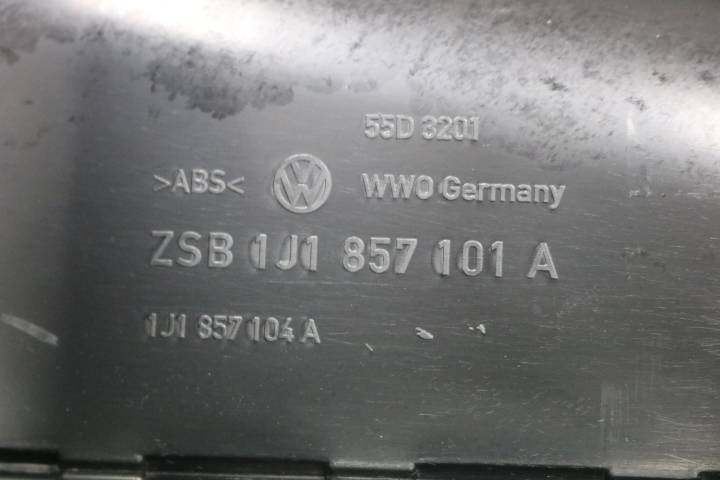 55D 3201
>ABS< WWO Germany
ZSB 1J1 857 101 A
1J1 857 104 A